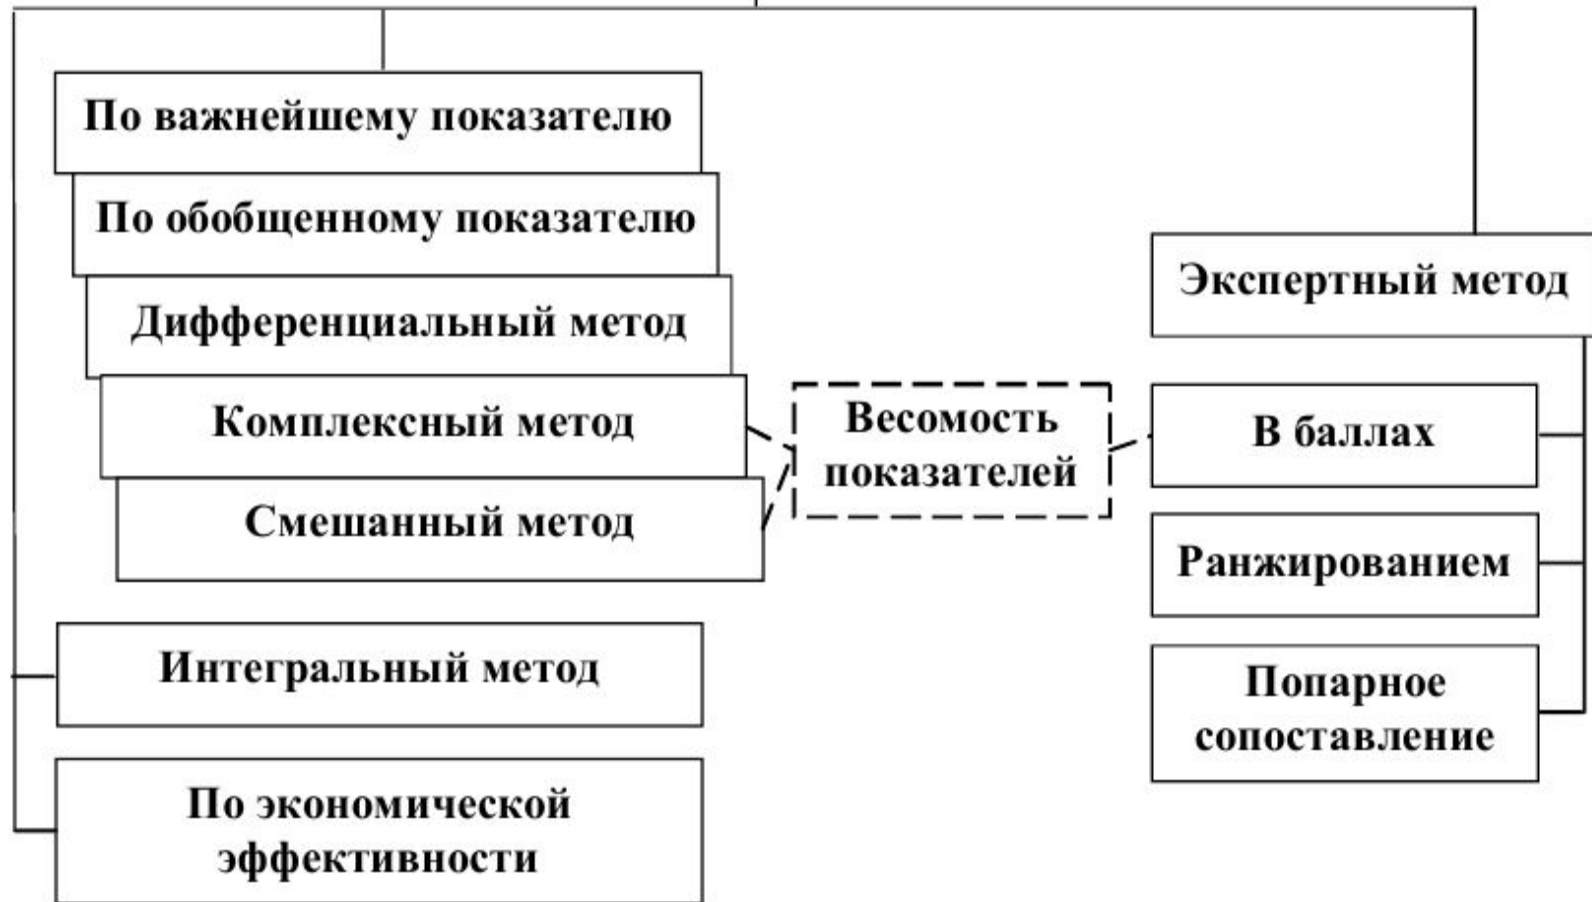 По важнейшему показателю
По обобщенному показателю
Дифференциальный метод
Комплексный метод
Смешанный метод
Интегральный метод
По экономической
эффективности
Весомость
показателей
Экспертный метод
В баллах
Ранжированием
Попарное
сопоставление